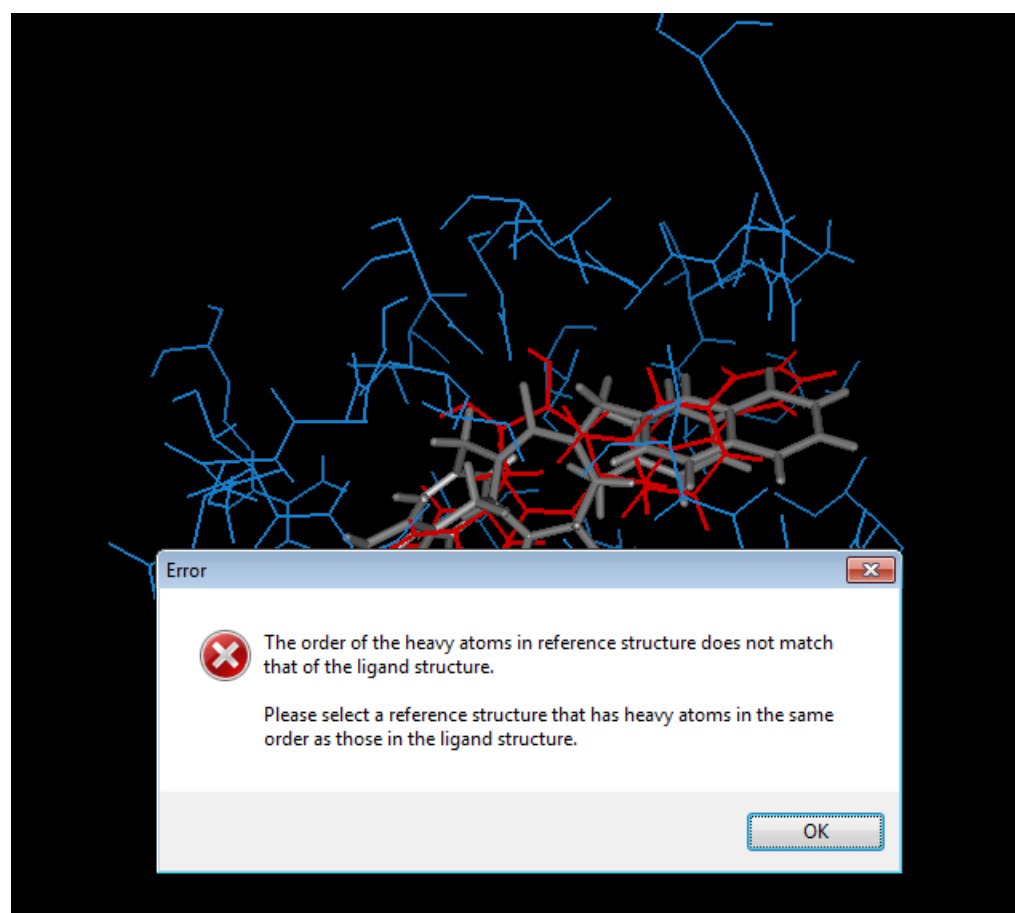 Error
The order of the heavy atoms in reference structure does not match
that of the ligand structure.
Please select a reference structure that has heavy atoms in the same
order as those in the ligand structure.
OK